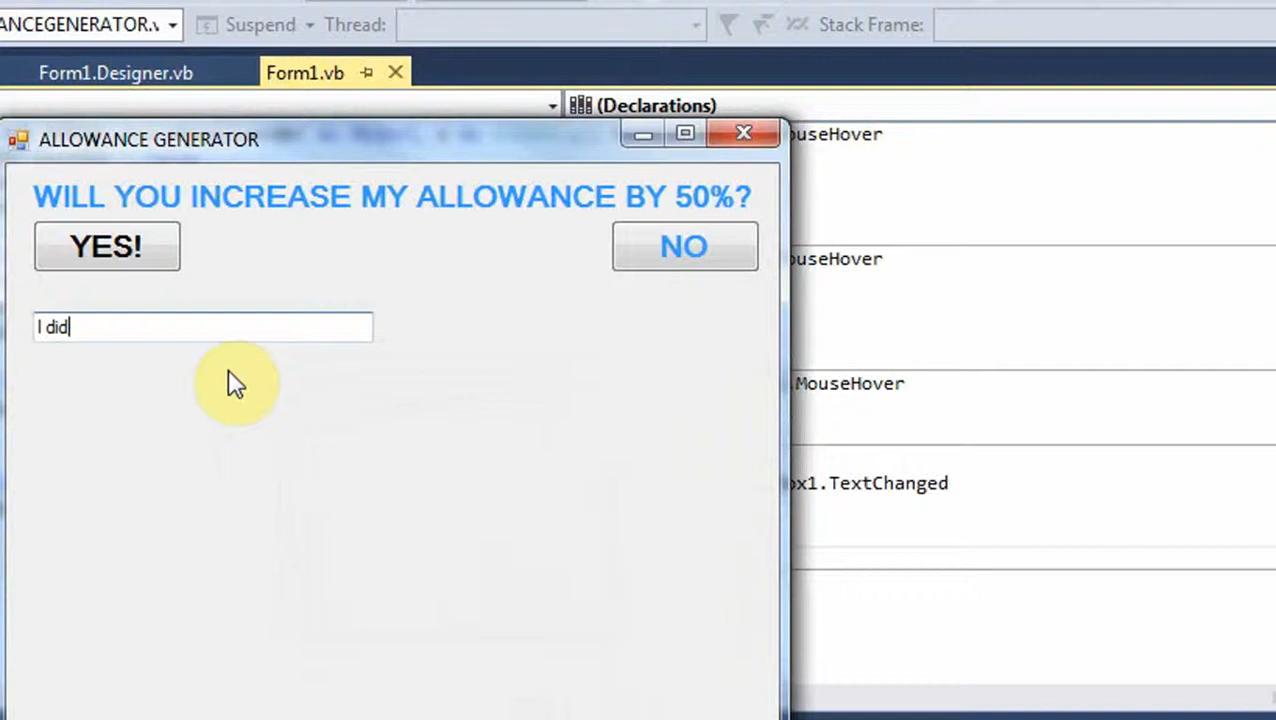 ANCEGENERATOR.v Suspend Thread: Stack Frame:
Form1.Designer.vb Form1.vb
(Declarations)
ALLOWANCE GENERATOR
ouseHover
WILL YOU INCREASE MY ALLOWANCE BY 50%?
YES! NO
ouseHover
I did
.MouseHover
ox1.TextChanged